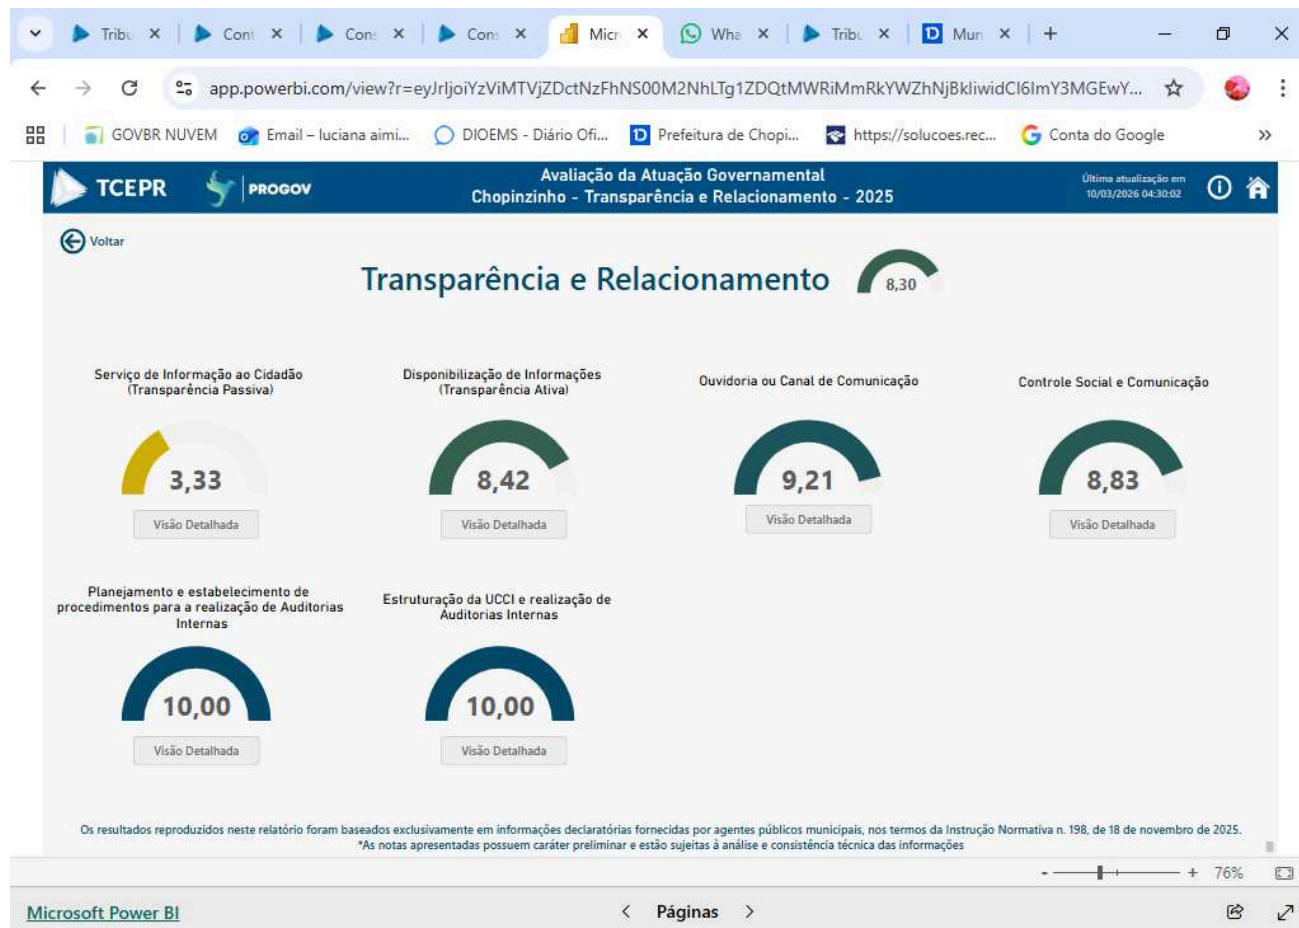 Tribu
Cont
Con:
Con:
Micr
Wha
Tribu
Mun
app.powerbi.com/view?r=eyJrIjoiYzViMTVjZDctNzFhNS00M2NhLTg1ZDQtMWRiMmRkYWZhNjBkIiwidCI6ImY3MGEwY...
GOVBR NUVEM
Email – luciana aimi...
DIOEMS - Diário Ofi...
Prefeitura de Chopi...
https://solucoes.rec...
Conta do Google
TCEPR
PROGOV
Avaliação da Atuação Governamental
Chopinzinho - Transparência e Relacionamento - 2025
Última atualização em
10/03/2026 04:30:02
Voltar
Transparência e Relacionamento
8,30
Serviço de Informação ao Cidadão
(Transparência Passiva)
3,33
Visão Detalhada
Disponibilização de Informações
(Transparência Ativa)
8,42
Visão Detalhada
Ouvidoria ou Canal de Comunicação
9,21
Visão Detalhada
Controle Social e Comunicação
8,83
Visão Detalhada
Planejamento e estabelecimento de
procedimentos para a realização de Auditorias
Internas
10,00
Visão Detalhada
Estruturação da UCCI e realização de
Auditorias Internas
10,00
Visão Detalhada
Os resultados reproduzidos neste relatório foram baseados exclusivamente em informações declaratórias fornecidas por agentes públicos municipais, nos termos da Instrução Normativa n. 198, de 18 de novembro de 2025.
*As notas apresentadas possuem caráter preliminar e estão sujeitas à análise e consistência técnica das informações
- + 76%
Microsoft Power BI
< Páginas >